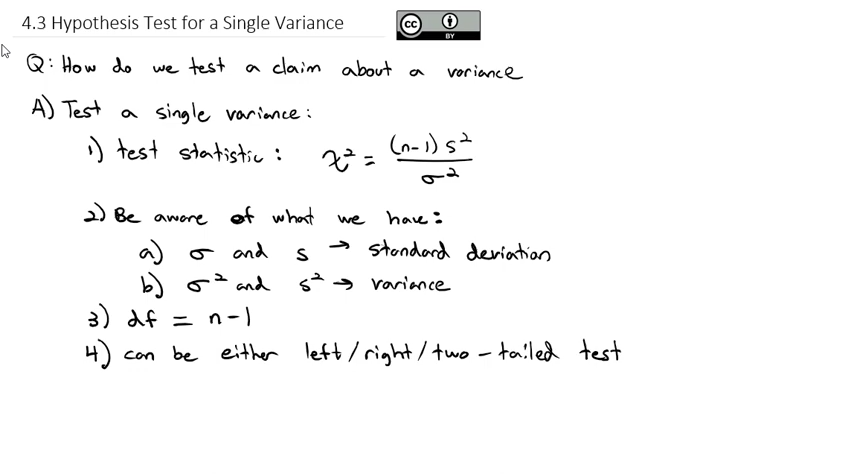 4.3 Hypothesis Test for a Single Variance
CC BY
Q: How do we test a claim about a variance
A) Test a single variance:
1) test statistic: χ² = (n-1) s² / σ²
2) Be aware of what we have:
a) σ and s → standard deviation
b) σ² and s² → variance
3) df = n-1
4) can be either left/right/two-tailed test